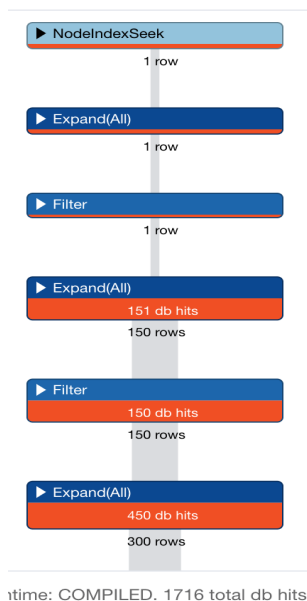 ▶ NodeIndexSeek
1 row
▶ Expand(All)
1 row
▶ Filter
1 row
▶ Expand(All)
151 db hits
150 rows
▶ Filter
150 db hits
150 rows
▶ Expand(All)
450 db hits
300 rows
ntime: COMPILED. 1716 total db hits